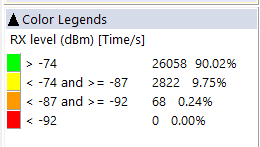 Color Legends
RX level (dBm) [Time/s]
> -74 26058 90.02%
< -74 and >= -87 2822 9.75%
< -87 and >= -92 68 0.24%
< -92 0 0.00%